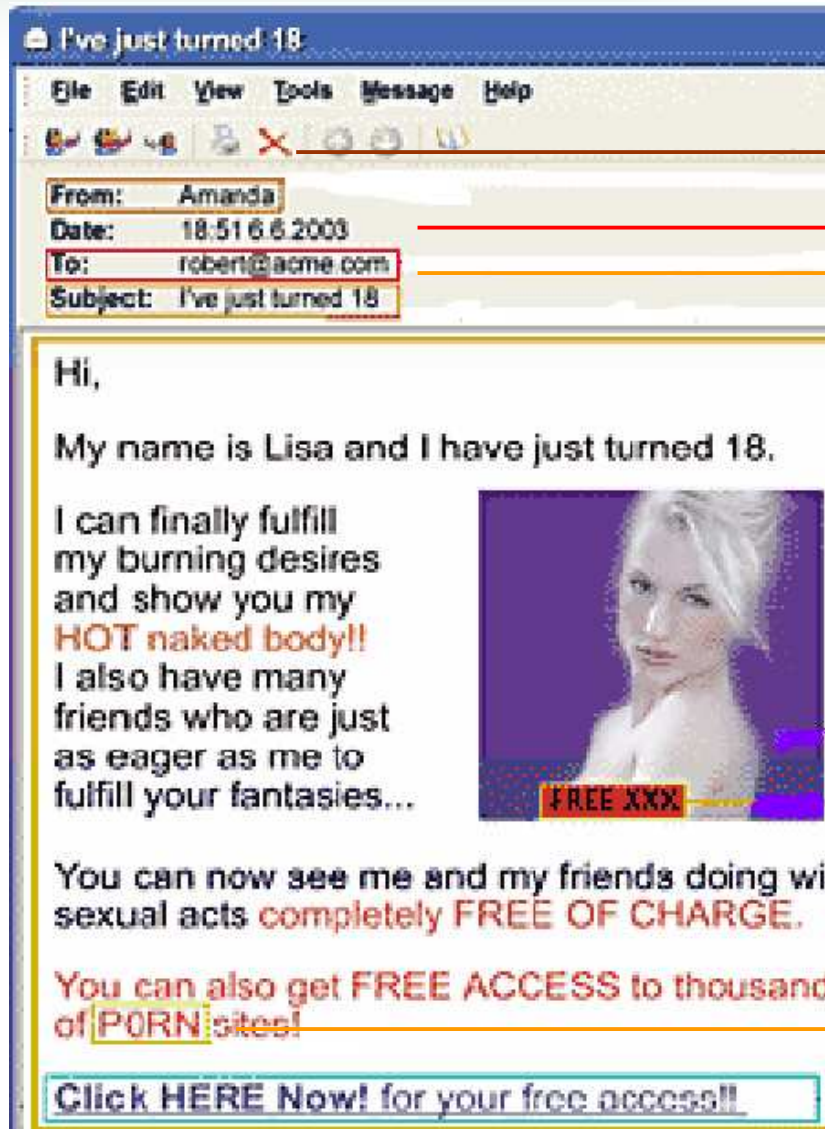 I've just turned 18
File Edit View Tools Message Help
From: Amanda
Date: 18:51 6.6.2003
To: robert@acme.com
Subject: I've just turned 18
Hi,
My name is Lisa and I have just turned 18.
I can finally fulfill
my burning desires
and show you my
HOT naked body!!
I also have many
friends who are just
as eager as me to
fulfill your fantasies...
FREE XXX
You can now see me and my friends doing wi
sexual acts completely FREE OF CHARGE.
You can also get FREE ACCESS to thousand
of P0RN sites!
Click HERE Now! for your free access!!